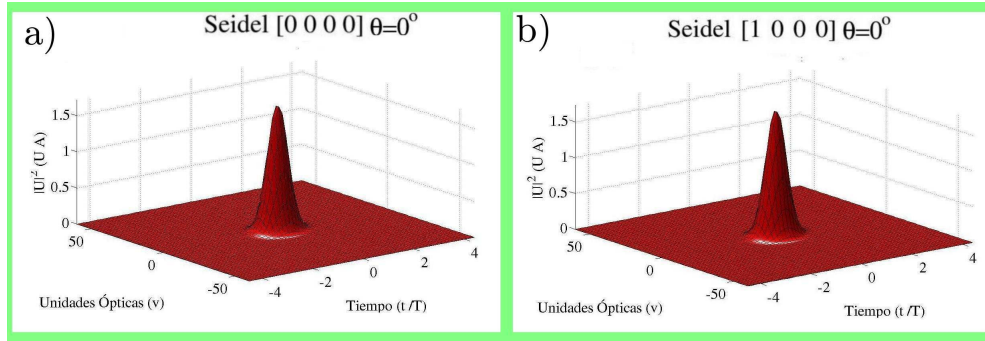 a)
Seidel [0 0 0 0] θ=0º
|U|² (U A)
1.5
1
0.5
0
50
0
-50
-4
-2
0
2
4
Unidades Ópticas (v)
Tiempo (t /T)
b)
Seidel [1 0 0 0] θ=0º
|U|² (U A)
1.5
1
0.5
0
50
0
-50
-4
-2
0
2
4
Unidades Ópticas (v)
Tiempo (t /T)